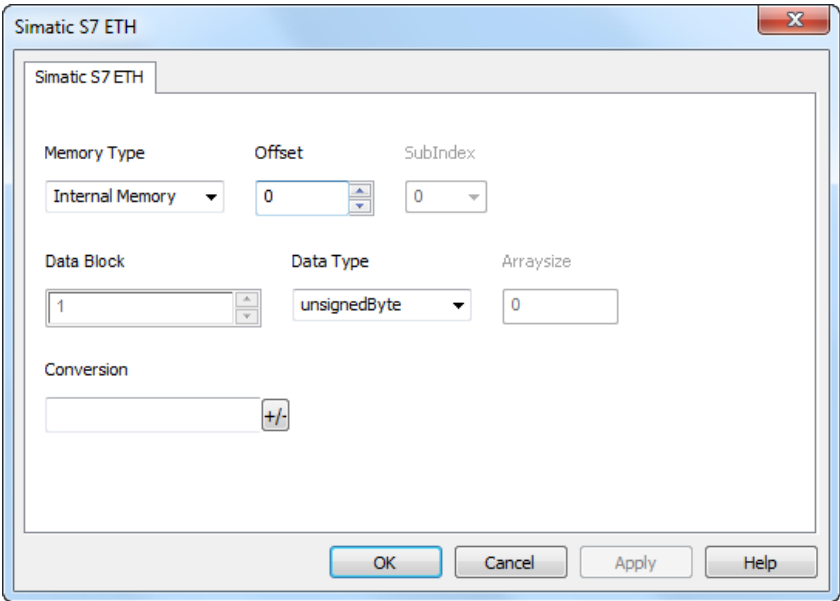 Simatic S7 ETH
Simatic S7 ETH
Memory Type Offset SubIndex
Internal Memory 0 0
Data Block Data Type Arraysize
1 unsignedByte 0
Conversion
+/-
OK Cancel Apply Help